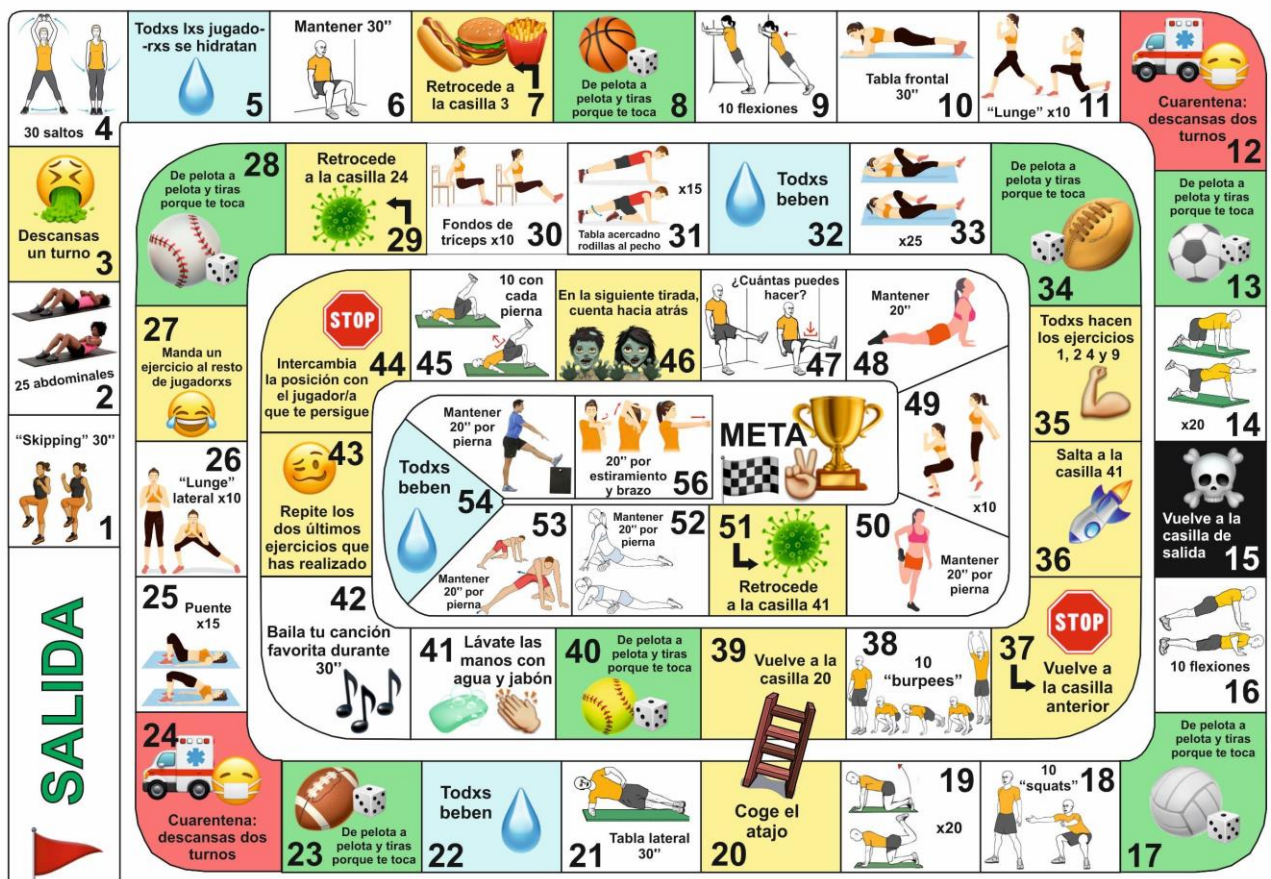 SALIDA
"Skipping" 30"
1
25 abdominales
2
Descansas
un turno
3
30 saltos
4
Todxs lxs jugado-
-rxs se hidratan
5
Mantener 30"
6
Retrocede a
la casilla 3
7
De pelota a
pelota y tiras
porque te toca
8
10 flexiones
9
Tabla frontal
30"
10
"Lunge" x10
11
Cuarentena:
descansas dos
turnos
12
De pelota a
pelota y tiras
porque te toca
13
x20
14
Vuelve a la
casilla de
salida
15
10 flexiones
16
De pelota a
pelota y tiras
porque te toca
17
10
"squats"
18
x20
19
Coge el
atajo
20
Tabla lateral
30"
21
Todxs
beben
22
De pelota a
pelota y tiras
porque te toca
23
24
Cuarentena:
descansas dos
turnos
25
Puente
x15
26
"Lunge"
lateral x10
27
Manda un
ejercicio al resto
de jugadorxs
28
De pelota a
pelota y tiras
porque te toca
Retrocede
a la casilla 24
29
Fondos de
tríceps x10
30
x15
Tabla acercadno
rodillas al pecho
31
Todxs
beben
32
x25
33
De pelota a
pelota y tiras
porque te toca
34
Todxs hacen
los ejercicios
1, 2 4 y 9
35
Salta a la
casilla 41
36
STOP
37
Vuelve a
la casilla
anterior
38
10
"burpees"
39
Vuelve a la
casilla 20
40
De pelota a
pelota y tiras
porque te toca
41
Lávate las
manos con
agua y jabón
42
Baila tu canción
favorita durante
30"
43
Repite los
dos últimos
ejercicios que
has realizado
STOP
Intercambia
la posición con
el jugador/a
que te persigue
44
10 con
cada
pierna
45
En la siguiente tirada,
cuenta hacia atrás
46
¿Cuántas puedes
hacer?
47
Mantener
20"
48
49
x10
50
Mantener
20" por
pierna
51
Retrocede
a la casilla 41
Mantener
20" por
pierna
52
53
Mantener
20" por
pierna
Todxs
beben
54
Mantener
20" por
pierna
20" por
estiramiento
y brazo
56
META